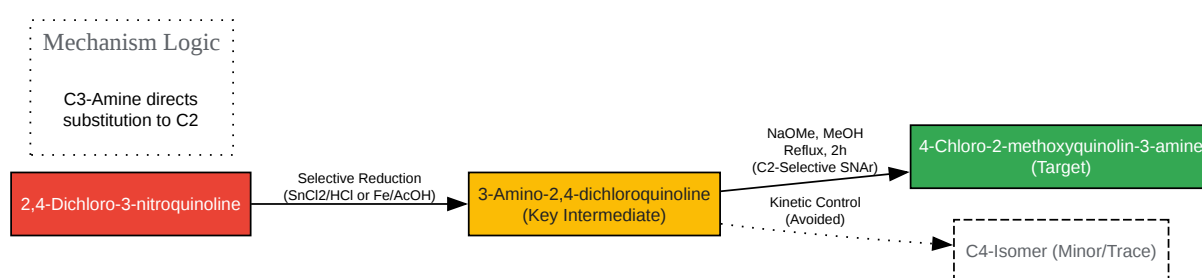 Mechanism Logic
C3-Amine directs
substitution to C2
2,4-Dichloro-3-nitroquinoline
Selective Reduction
(SnCl2/HCl or Fe/AcOH)
3-Amino-2,4-dichloroquinoline
(Key Intermediate)
NaOMe, MeOH
Reflux, 2h
(C2-Selective SNAr)
4-Chloro-2-methoxyquinolin-3-amine
(Target)
Kinetic Control
(Avoided)
C4-Isomer (Minor/Trace)